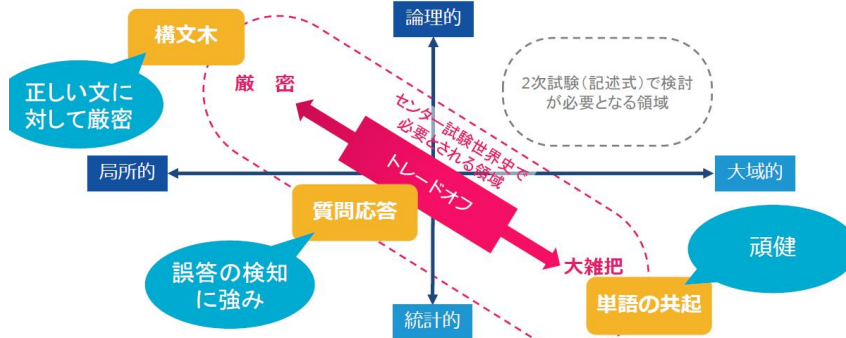 構文木
論理的
正しい文に
対して厳密
厳 密
2次試験(記述式)で検討
が必要となる領域
センター試験世界史で
必要とされる領域
局所的
トレードオフ
大域的
質問応答
誤答の検知
に強み
大雑把
頑健
単語の共起
統計的